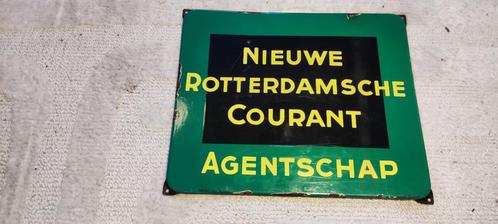 NIEUWE
ROTTERDAMSCHE
COURANT
AGENTSCHAP